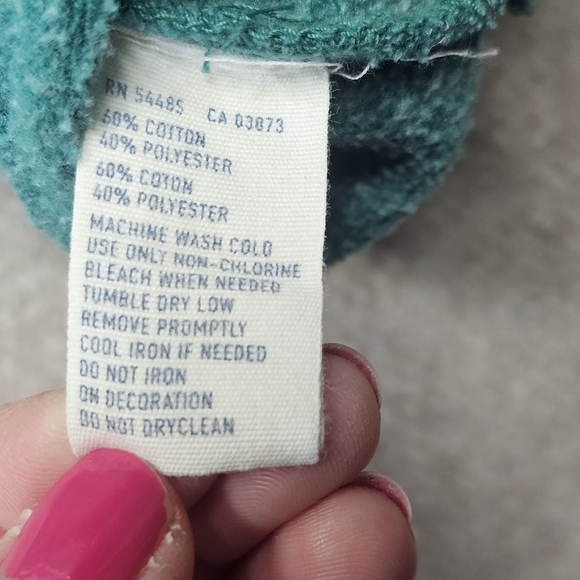 RN 54485 CA 03873
60% COTTON
40% POLYESTER
60% COTON
40% POLYESTER
MACHINE WASH COLD
USE ONLY NON-CHLORINE
BLEACH WHEN NEEDED
TUMBLE DRY LOW
REMOVE PROMPTLY
COOL IRON IF NEEDED
DO NOT IRON
ON DECORATION
DO NOT DRYCLEAN